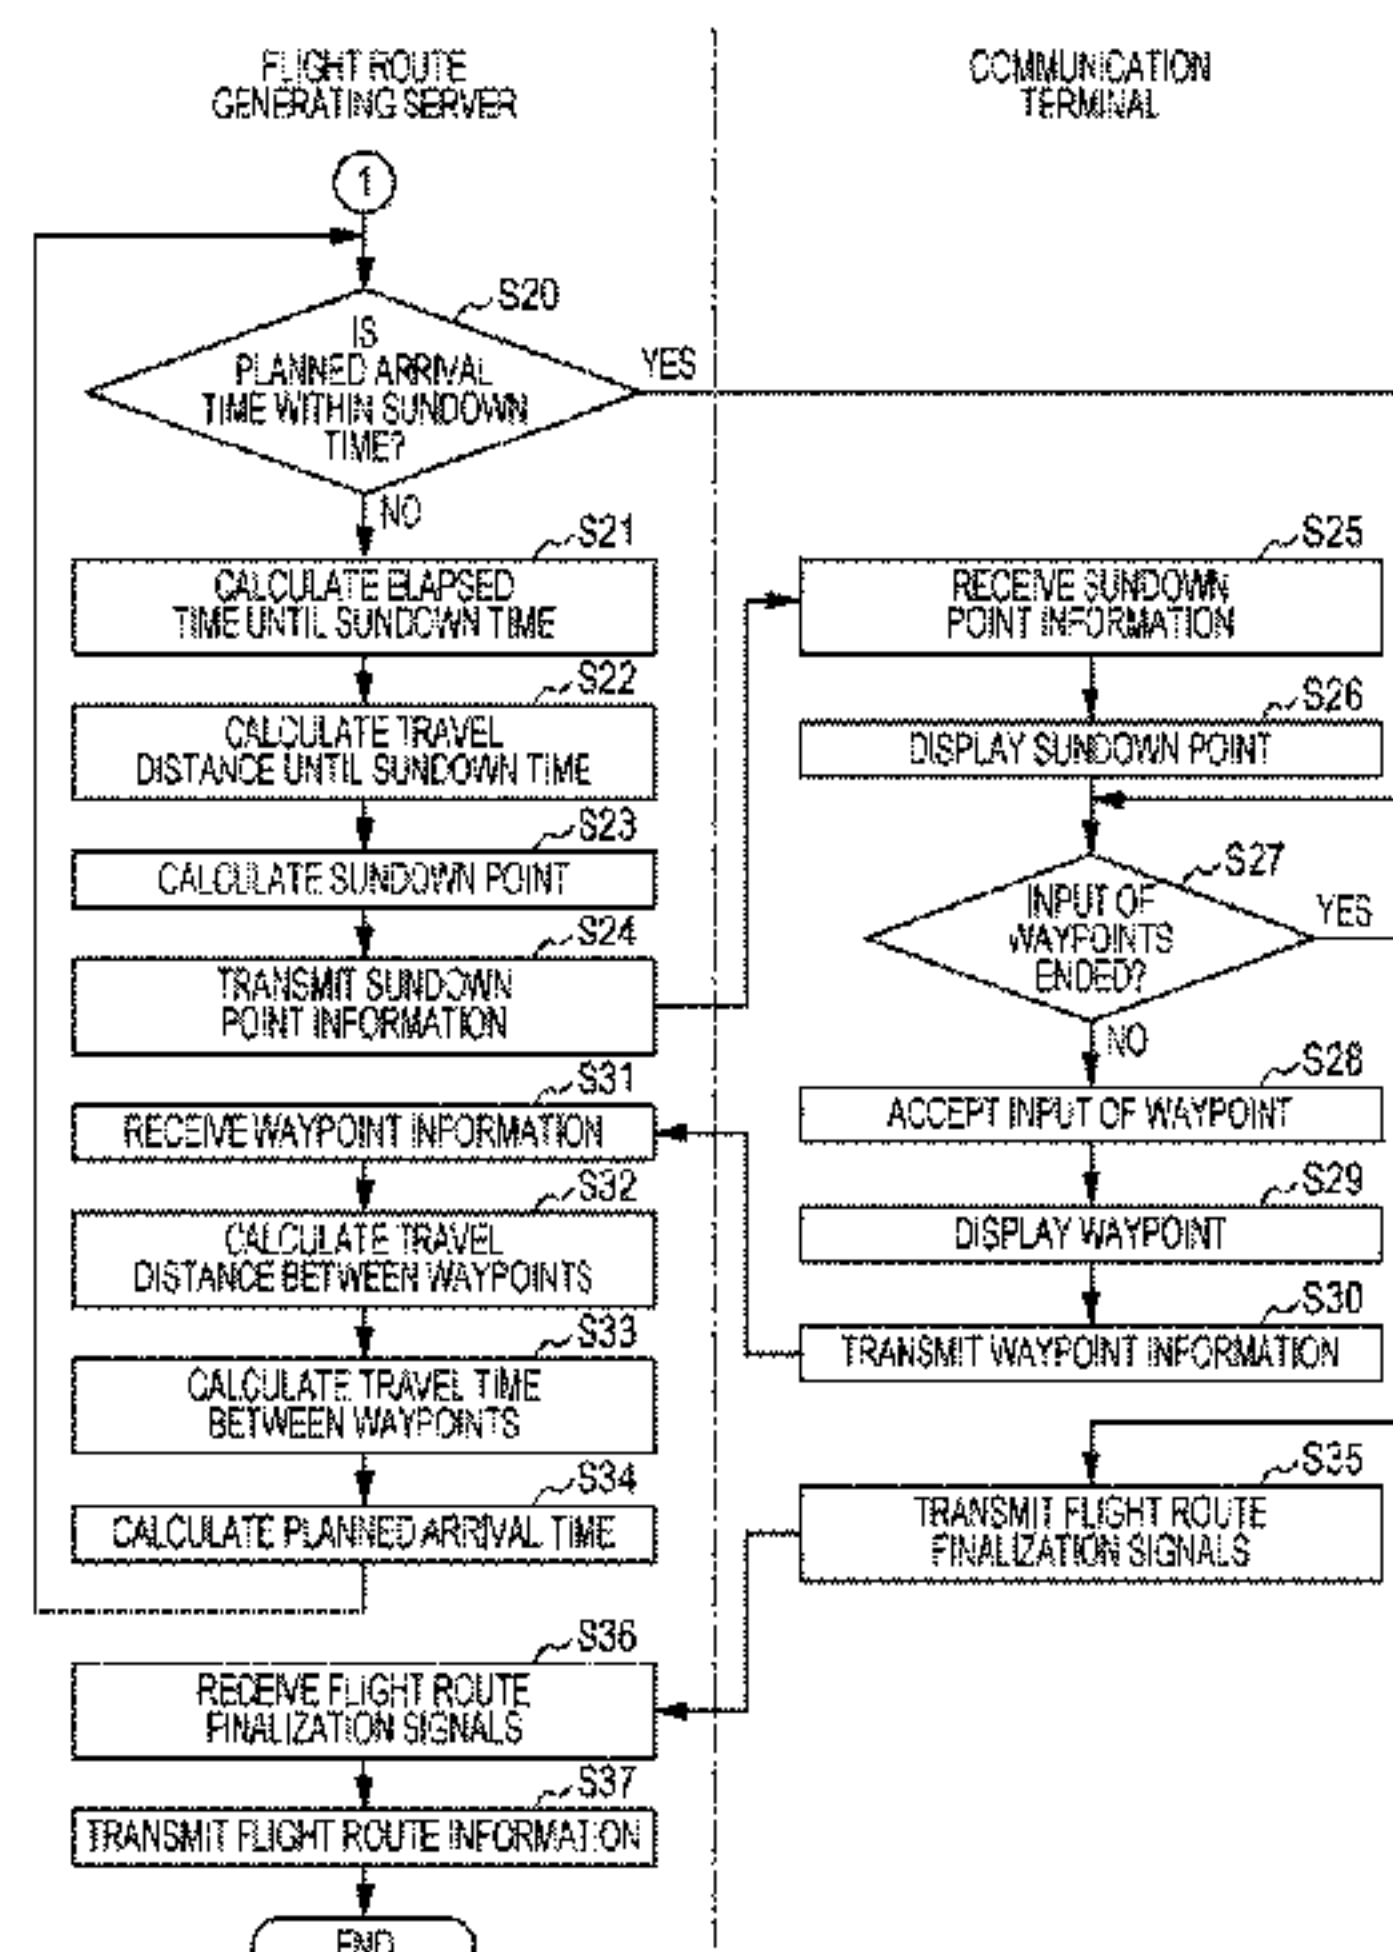 FLIGHT ROUTE
GENERATING SERVER
COMMUNICATION
TERMINAL
1
S20
IS
PLANNED ARRIVAL
TIME WITHIN SUNDOWN
TIME?
YES
NO
S21
CALCULATE ELAPSED
TIME UNTIL SUNDOWN TIME
S22
CALCULATE TRAVEL
DISTANCE UNTIL SUNDOWN TIME
S23
CALCULATE SUNDOWN POINT
S24
TRANSMIT SUNDOWN
POINT INFORMATION
S25
RECEIVE SUNDOWN
POINT INFORMATION
S26
DISPLAY SUNDOWN POINT
S27
INPUT OF
WAYPOINTS
ENDED?
YES
NO
S28
ACCEPT INPUT OF WAYPOINT
S29
DISPLAY WAYPOINT
S30
TRANSMIT WAYPOINT INFORMATION
S31
RECEIVE WAYPOINT INFORMATION
S32
CALCULATE TRAVEL
DISTANCE BETWEEN WAYPOINTS
S33
CALCULATE TRAVEL TIME
BETWEEN WAYPOINTS
S34
CALCULATE PLANNED ARRIVAL TIME
S35
TRANSMIT FLIGHT ROUTE
FINALIZATION SIGNALS
S36
RECEIVE FLIGHT ROUTE
FINALIZATION SIGNALS
S37
TRANSMIT FLIGHT ROUTE INFORMATION
END